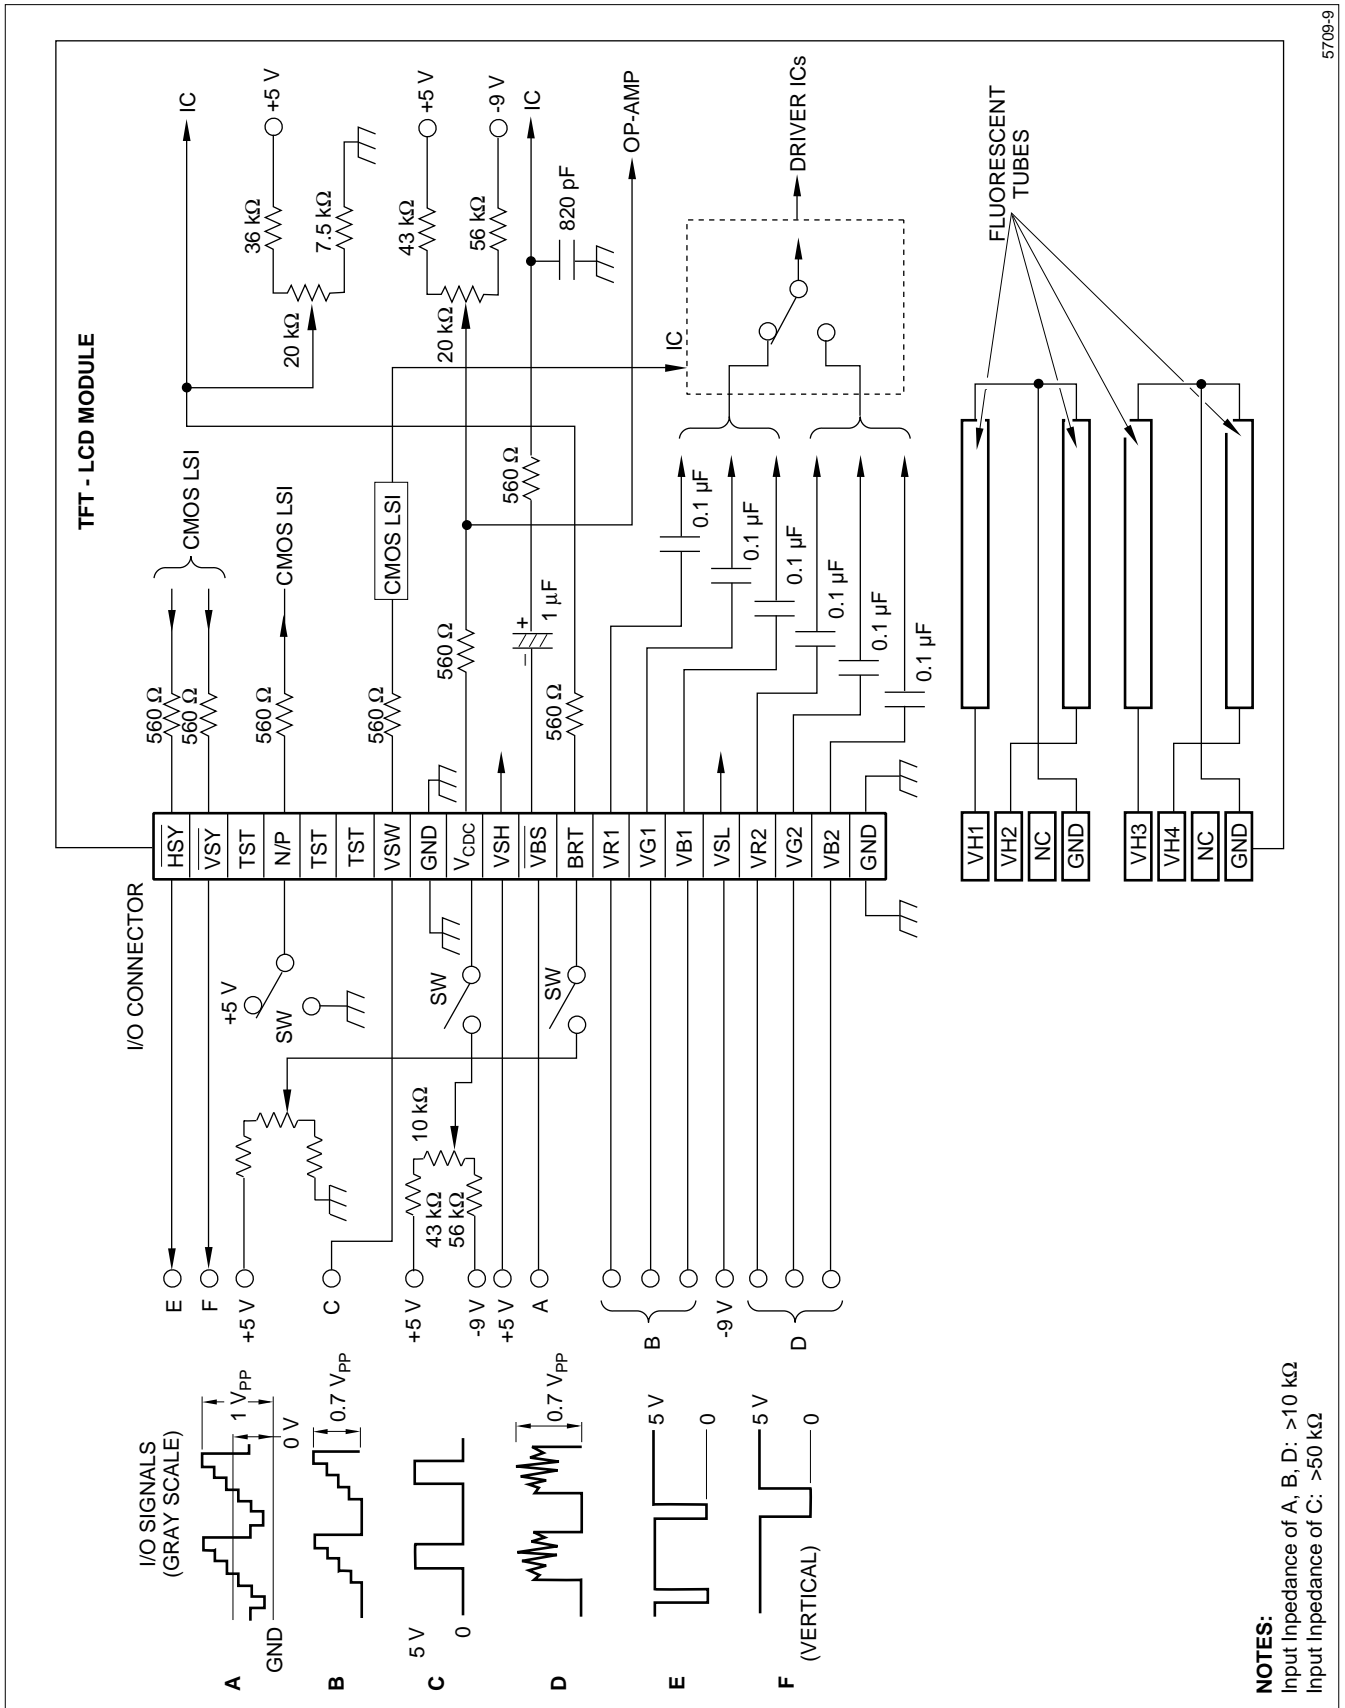 5709-9
TFT - LCD MODULE
IC
+5 V
36 kΩ
7.5 kΩ
20 kΩ
+5 V
-9 V
43 kΩ
56 kΩ
20 kΩ
IC
820 pF
OP-AMP
DRIVER ICs
IC
FLUORESCENT
TUBES
CMOS LSI
CMOS LSI
CMOS LSI
560 Ω
560 Ω
560 Ω
560 Ω
560 Ω
560 Ω
560 Ω
– +
1 µF
0.1 µF
0.1 µF
0.1 µF
0.1 µF
0.1 µF
0.1 µF
I/O CONNECTOR
HSY
VSY
TST
N/P
TST
TST
VSW
GND
VCDC
VSH
VBS
BRT
VR1
VG1
VB1
VSL
VR2
VG2
VB2
GND
VH1
VH2
NC
GND
VH3
VH4
NC
GND
+5 V
SW
SW
SW
10 kΩ
43 kΩ
56 kΩ
E
F
+5 V
C
+5 V
-9 V
+5 V
A
B
-9 V
D
I/O SIGNALS
(GRAY SCALE)
A
1 VPP
0 V
GND
B
0.7 VPP
C
5 V
0
D
0.7 VPP
E
5 V
0
F
(VERTICAL)
5 V
0
NOTES:
Input Inpedance of A, B, D: >10 kΩ
Input Inpedance of C: >50 kΩ